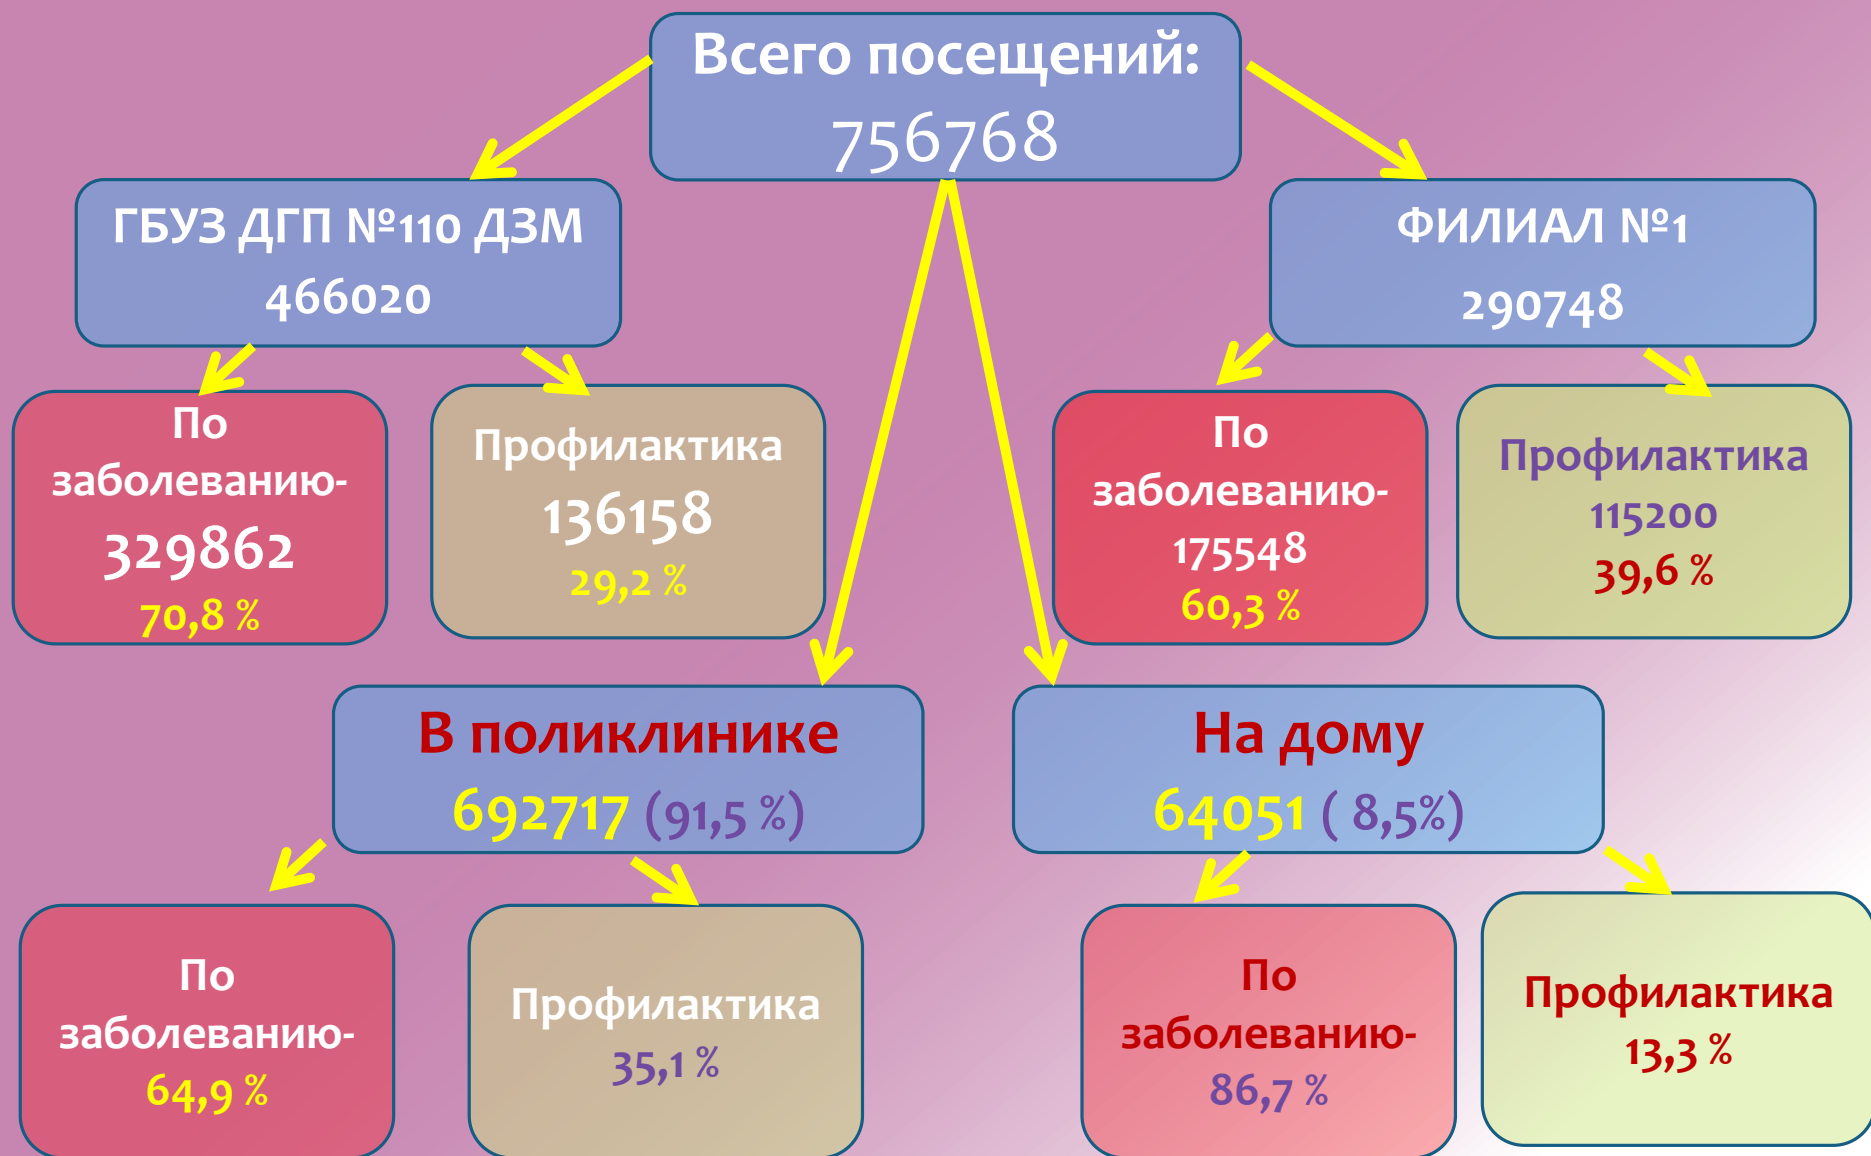 Всего посещений:
756768
ГБУЗ ДГП №110 ДЗМ
466020
ФИЛИАЛ №1
290748
По
заболеванию-
329862
70,8 %
Профилактика
136158
29,2 %
По
заболеванию-
175548
60,3 %
Профилактика
115200
39,6 %
В поликлинике
692717 (91,5 %)
На дому
64051 ( 8,5%)
По
заболеванию-
64,9 %
Профилактика
35,1 %
По
заболеванию-
86,7 %
Профилактика
13,3 %